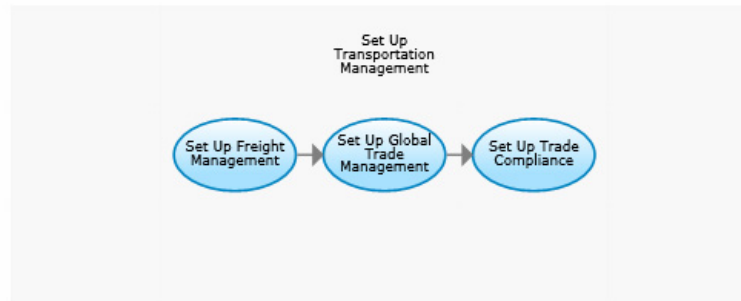 Set Up
Transportation
Management
Set Up Freight
Management
Set Up Global
Trade
Management
Set Up Trade
Compliance